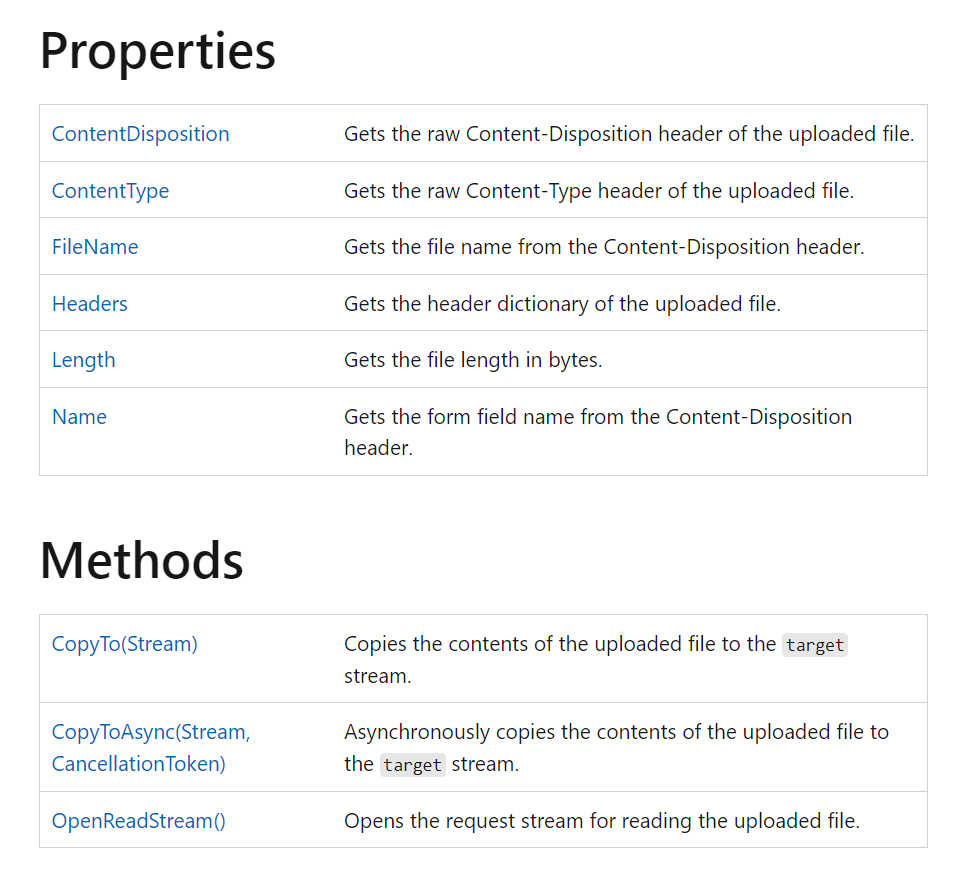 Properties
ContentDisposition Gets the raw Content-Disposition header of the uploaded file.
ContentType Gets the raw Content-Type header of the uploaded file.
FileName Gets the file name from the Content-Disposition header.
Headers Gets the header dictionary of the uploaded file.
Length Gets the file length in bytes.
Name Gets the form field name from the Content-Disposition
header.
Methods
CopyTo(Stream) Copies the contents of the uploaded file to the target
stream.
CopyToAsync(Stream, Asynchronously copies the contents of the uploaded file to
CancellationToken) the target stream.
OpenReadStream() Opens the request stream for reading the uploaded file.